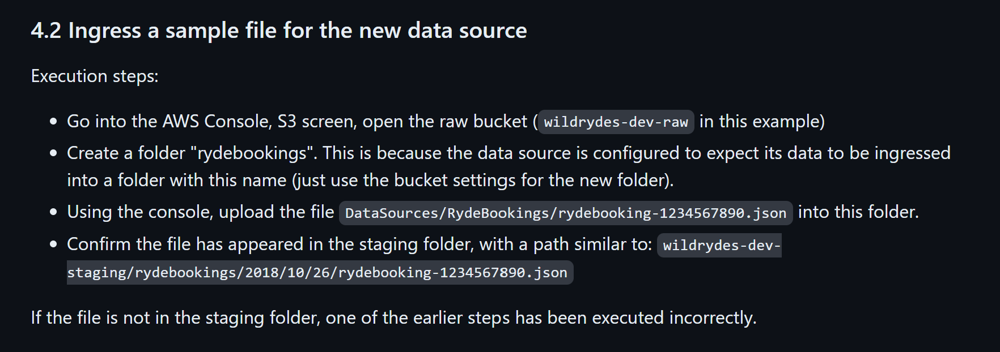 4.2 Ingress a sample file for the new data source
Execution steps:
Go into the AWS Console, S3 screen, open the raw bucket (wildrydes-dev-raw in this example)
Create a folder "rydebookings". This is because the data source is configured to expect its data to be ingressed
into a folder with this name (just use the bucket settings for the new folder).
Using the console, upload the file DataSources/RydeBookings/rydebooking-1234567890.json into this folder.
Confirm the file has appeared in the staging folder, with a path similar to: wildrydes-dev-
staging/rydebookings/2018/10/26/rydebooking-1234567890.json
If the file is not in the staging folder, one of the earlier steps has been executed incorrectly.